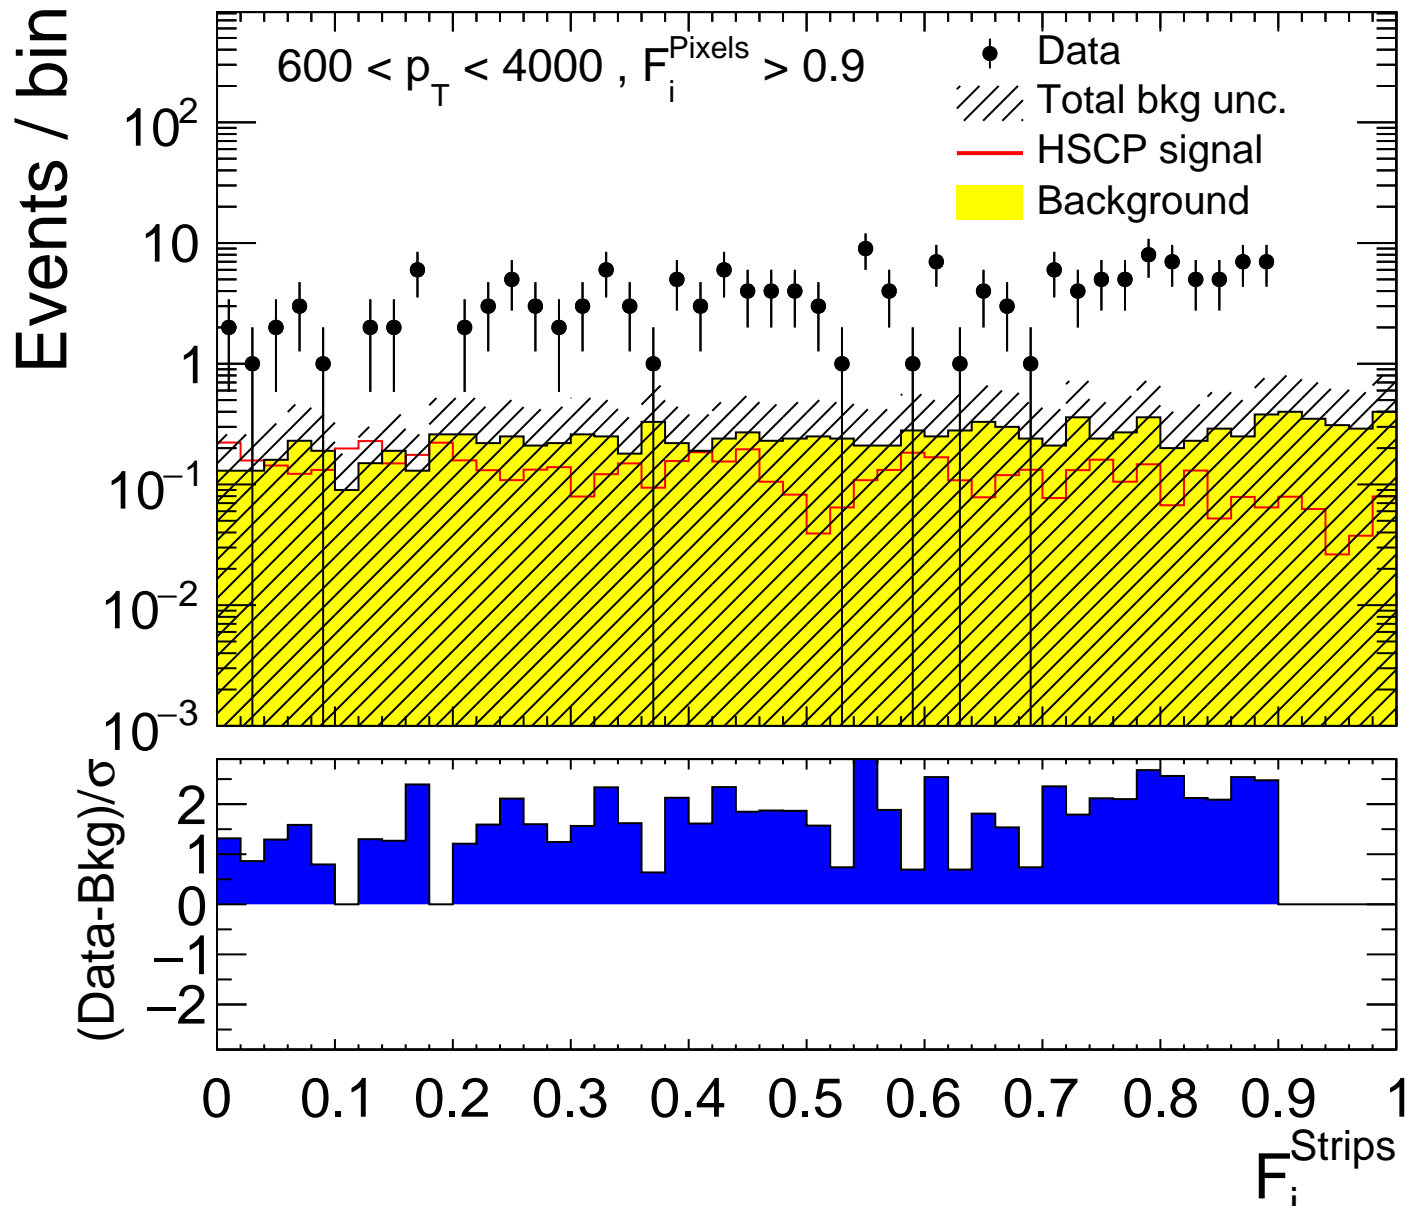 Events / bin
600 < p_T < 4000 , F_i^Pixels > 0.9
Data
Total bkg unc.
HSCP signal
Background
10²
10
1
10⁻¹
10⁻²
10⁻³
(Data-Bkg)/σ
2
1
0
−1
−2
0 0.1 0.2 0.3 0.4 0.5 0.6 0.7 0.8 0.9 1
F_i^Strips